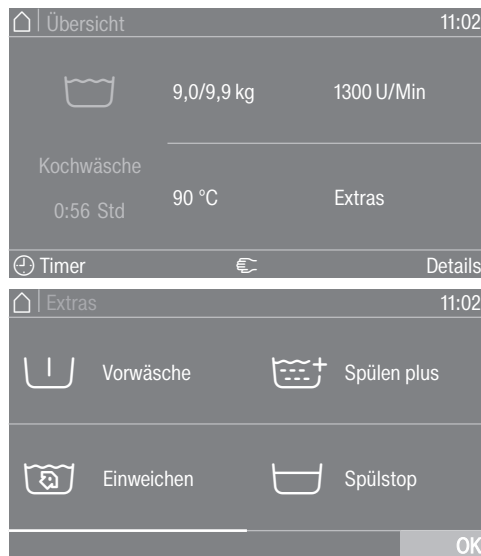 Übersicht 11:02
9,0/9,9 kg 1300 U/Min
Kochwäsche
0:56 Std
90 °C Extras
Timer Details
Extras 11:02
Vorwäsche Spülen plus
Einweichen Spülstop
OK